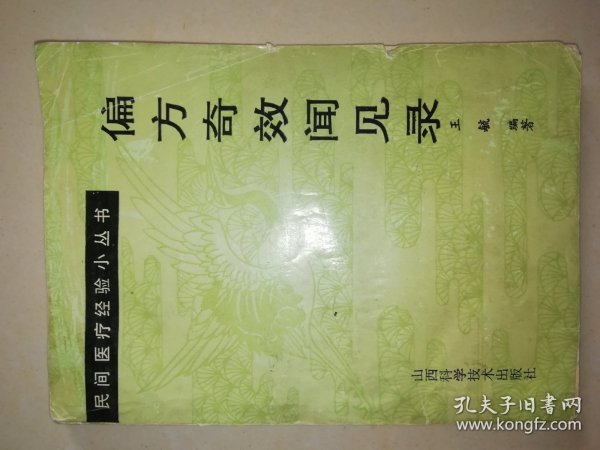 偏方奇效闻见录
王毓 编著
民间医疗经验小丛书
山西科学技术出版社
孔夫子旧书网
www.kongfz.com